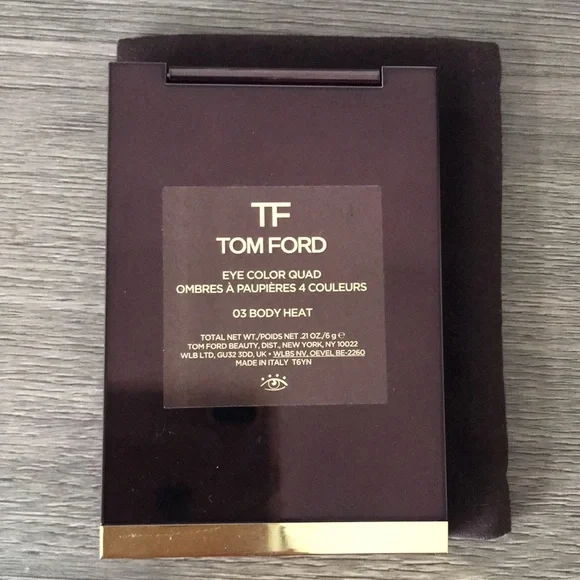 TF
TOM FORD
EYE COLOR QUAD
OMBRES À PAUPIÈRES 4 COULEURS
03 BODY HEAT
TOTAL NET WT./POIDS NET .21 OZ./6 g ℮
TOM FORD BEAUTY, DIST., NEW YORK, NY 10022
WLB LTD, GU32 3DD, UK • WLBS NV, OEVEL BE-2260
MADE IN ITALY T6YN